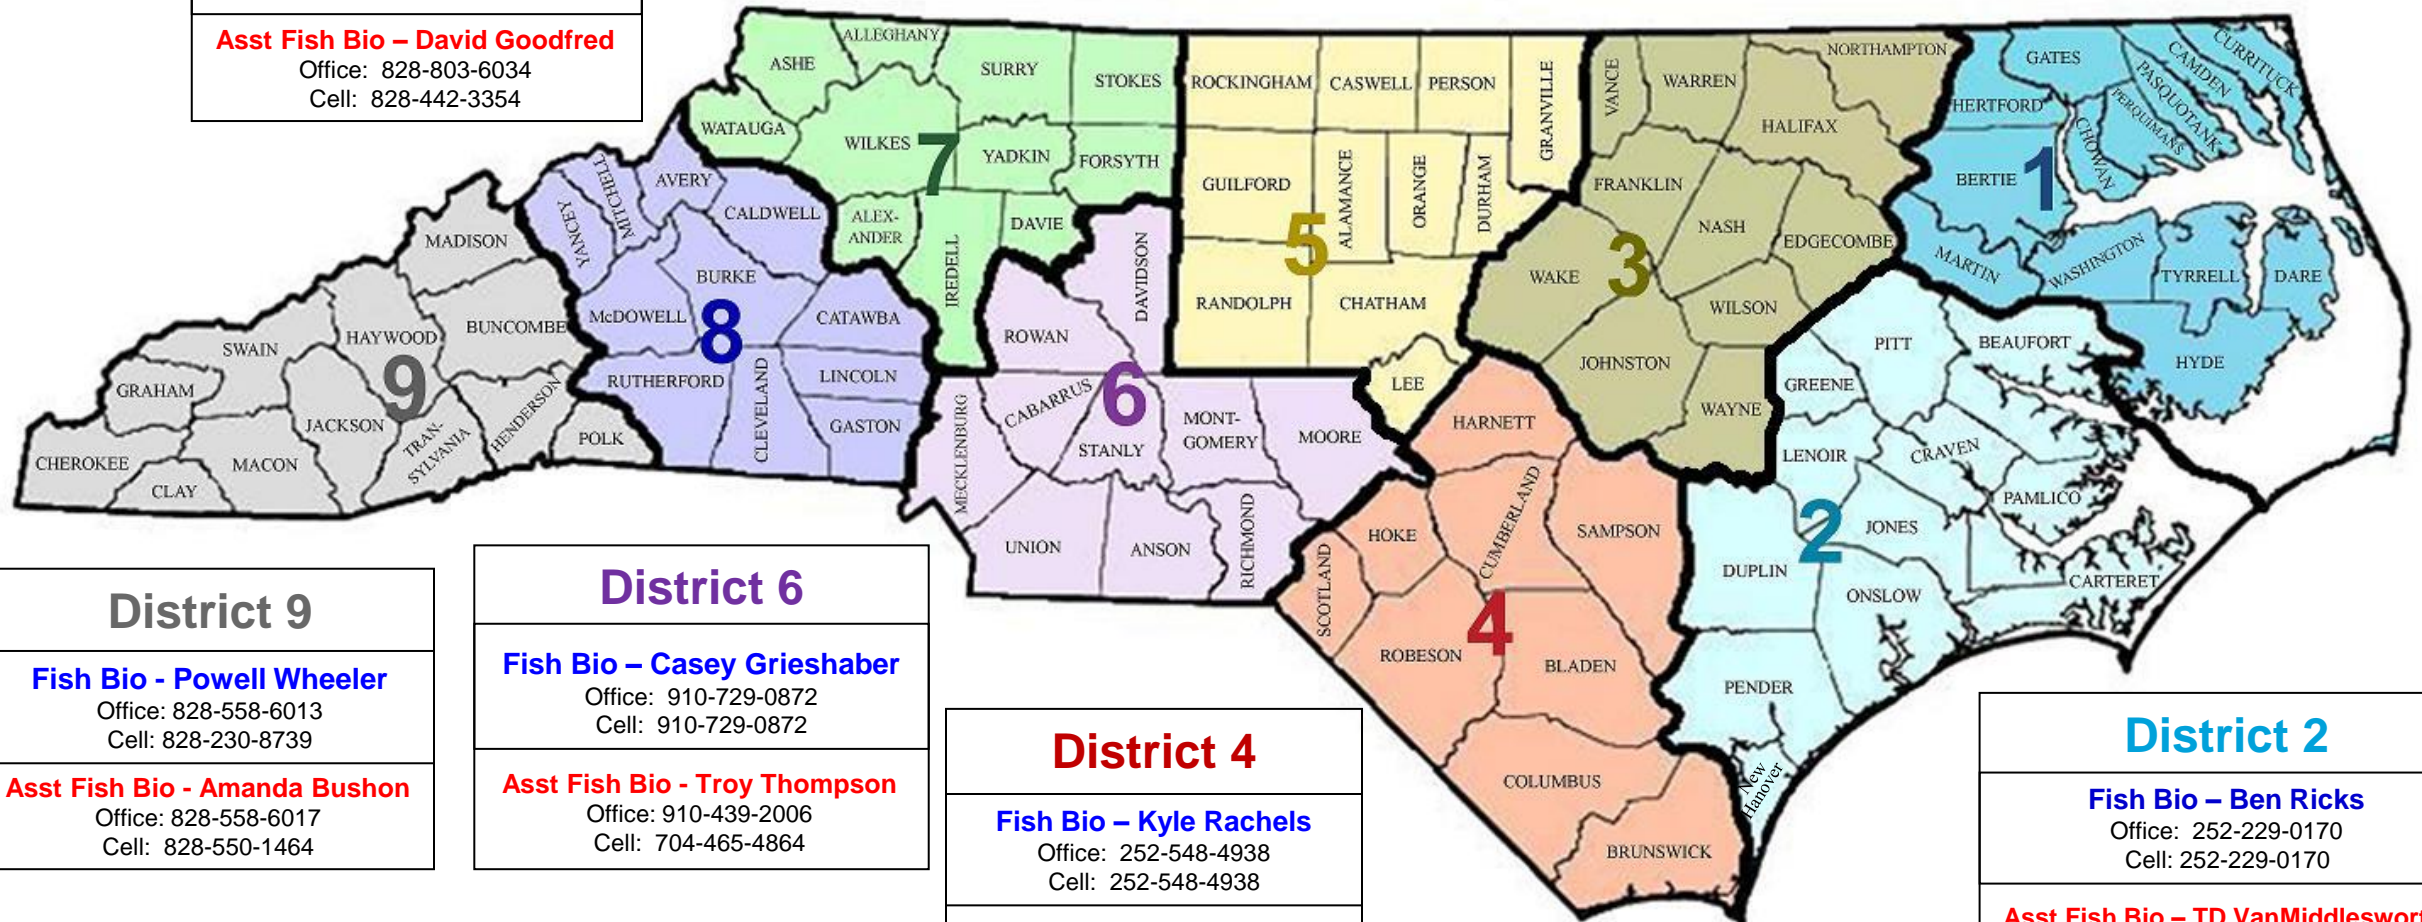 Asst Fish Bio – David Goodfred
Office: 828-803-6034
Cell: 828-442-3354
ASHE
ALLEGHANY
SURRY
STOKES
WATAUGA
WILKES
7
YADKIN
FORSYTH
ALEX-
ANDER
IREDELL
DAVIE
ROCKINGHAM
CASWELL
PERSON
GRANVILLE
GUILFORD
ALAMANCE
ORANGE
DURHAM
5
RANDOLPH
CHATHAM
LEE
VANCE
WARREN
NORTHAMPTON
HALIFAX
FRANKLIN
NASH
EDGECOMBE
WAKE
3
WILSON
JOHNSTON
WAYNE
GATES
HERTFORD
CURRITUCK
CAMDEN
PASQUOTANK
PERQUIMANS
CHOWAN
BERTIE
1
MARTIN
WASHINGTON
TYRRELL
DARE
HYDE
MITCHELL
YANCEY
AVERY
CALDWELL
BURKE
McDOWELL
8
CATAWBA
RUTHERFORD
CLEVELAND
LINCOLN
GASTON
MADISON
HAYWOOD
BUNCOMBE
SWAIN
GRAHAM
9
JACKSON
TRAN-
SYLVANIA
HENDERSON
POLK
CHEROKEE
MACON
CLAY
DAVIDSON
ROWAN
MECKLENBURG
CABARRUS
6
STANLY
MONT-
GOMERY
MOORE
UNION
ANSON
RICHMOND
HARNETT
HOKE
CUMBERLAND
SAMPSON
SCOTLAND
ROBESON
4
BLADEN
COLUMBUS
BRUNSWICK
PITT
BEAUFORT
GREENE
LENOIR
CRAVEN
PAMLICO
2
JONES
DUPLIN
ONSLOW
CARTERET
PENDER
New
Hanover
District 9
Fish Bio - Powell Wheeler
Office: 828-558-6013
Cell: 828-230-8739
Asst Fish Bio - Amanda Bushon
Office: 828-558-6017
Cell: 828-550-1464
District 6
Fish Bio – Casey Grieshaber
Office: 910-729-0872
Cell: 910-729-0872
Asst Fish Bio - Troy Thompson
Office: 910-439-2006
Cell: 704-465-4864
District 4
Fish Bio – Kyle Rachels
Office: 252-548-4938
Cell: 252-548-4938
District 2
Fish Bio – Ben Ricks
Office: 252-229-0170
Cell: 252-229-0170
Asst Fish Bio – TD